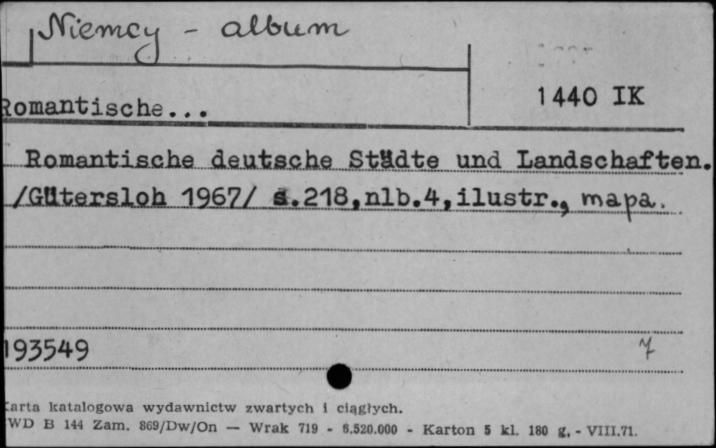 Niemcy - album
1440 IK
Romantische...
Romantische deutsche Städte und Landschaften.
/Gütersloh 1967/ s.218,nlb.4,ilustr., mapa.
193549
7
Karta katalogowa wydawnictw zwartych i ciągłych.
WD B 144 Zam. 869/Dw/On — Wrak 719 - 6.520.000 - Karton 5 kl. 180 g. - VIII.71.